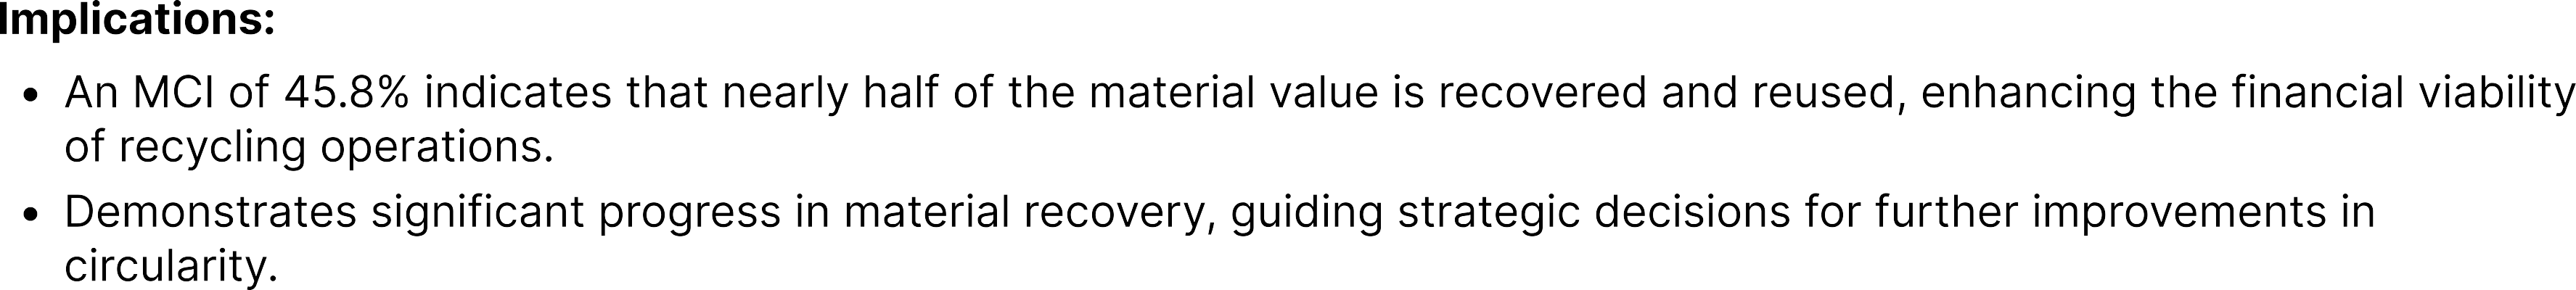 Implications:
• An MCI of 45.8% indicates that nearly half of the material value is recovered and reused, enhancing the financial viability
of recycling operations.
• Demonstrates significant progress in material recovery, guiding strategic decisions for further improvements in
circularity.